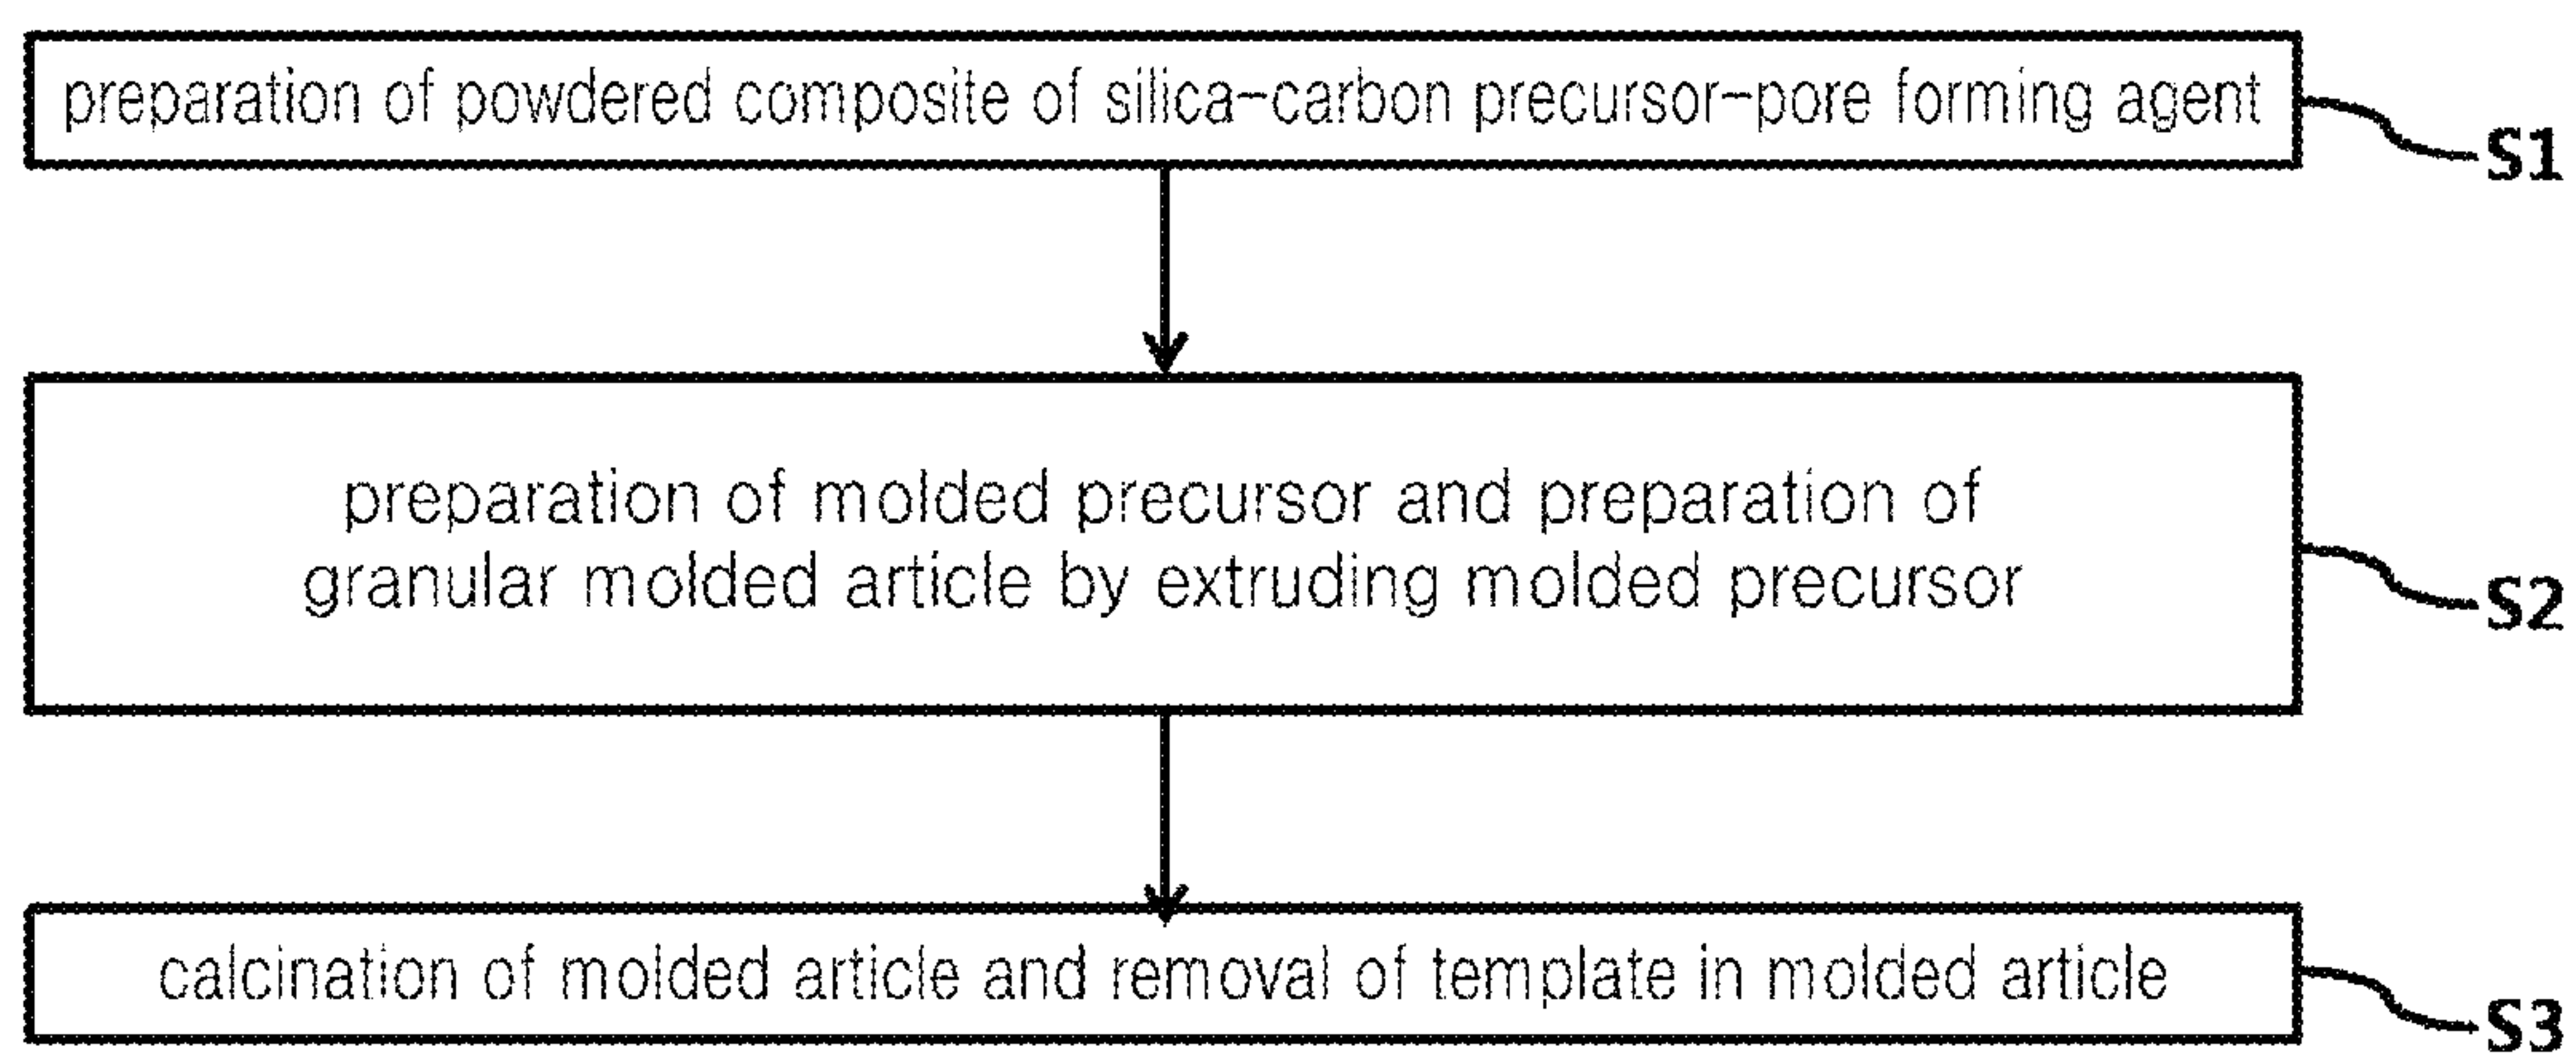 preparation of powdered composite of silica-carbon precursor-pore forming agent
S1
preparation of molded precursor and preparation of
granular molded article by extruding molded precursor
S2
calcination of molded article and removal of template in molded article
S3